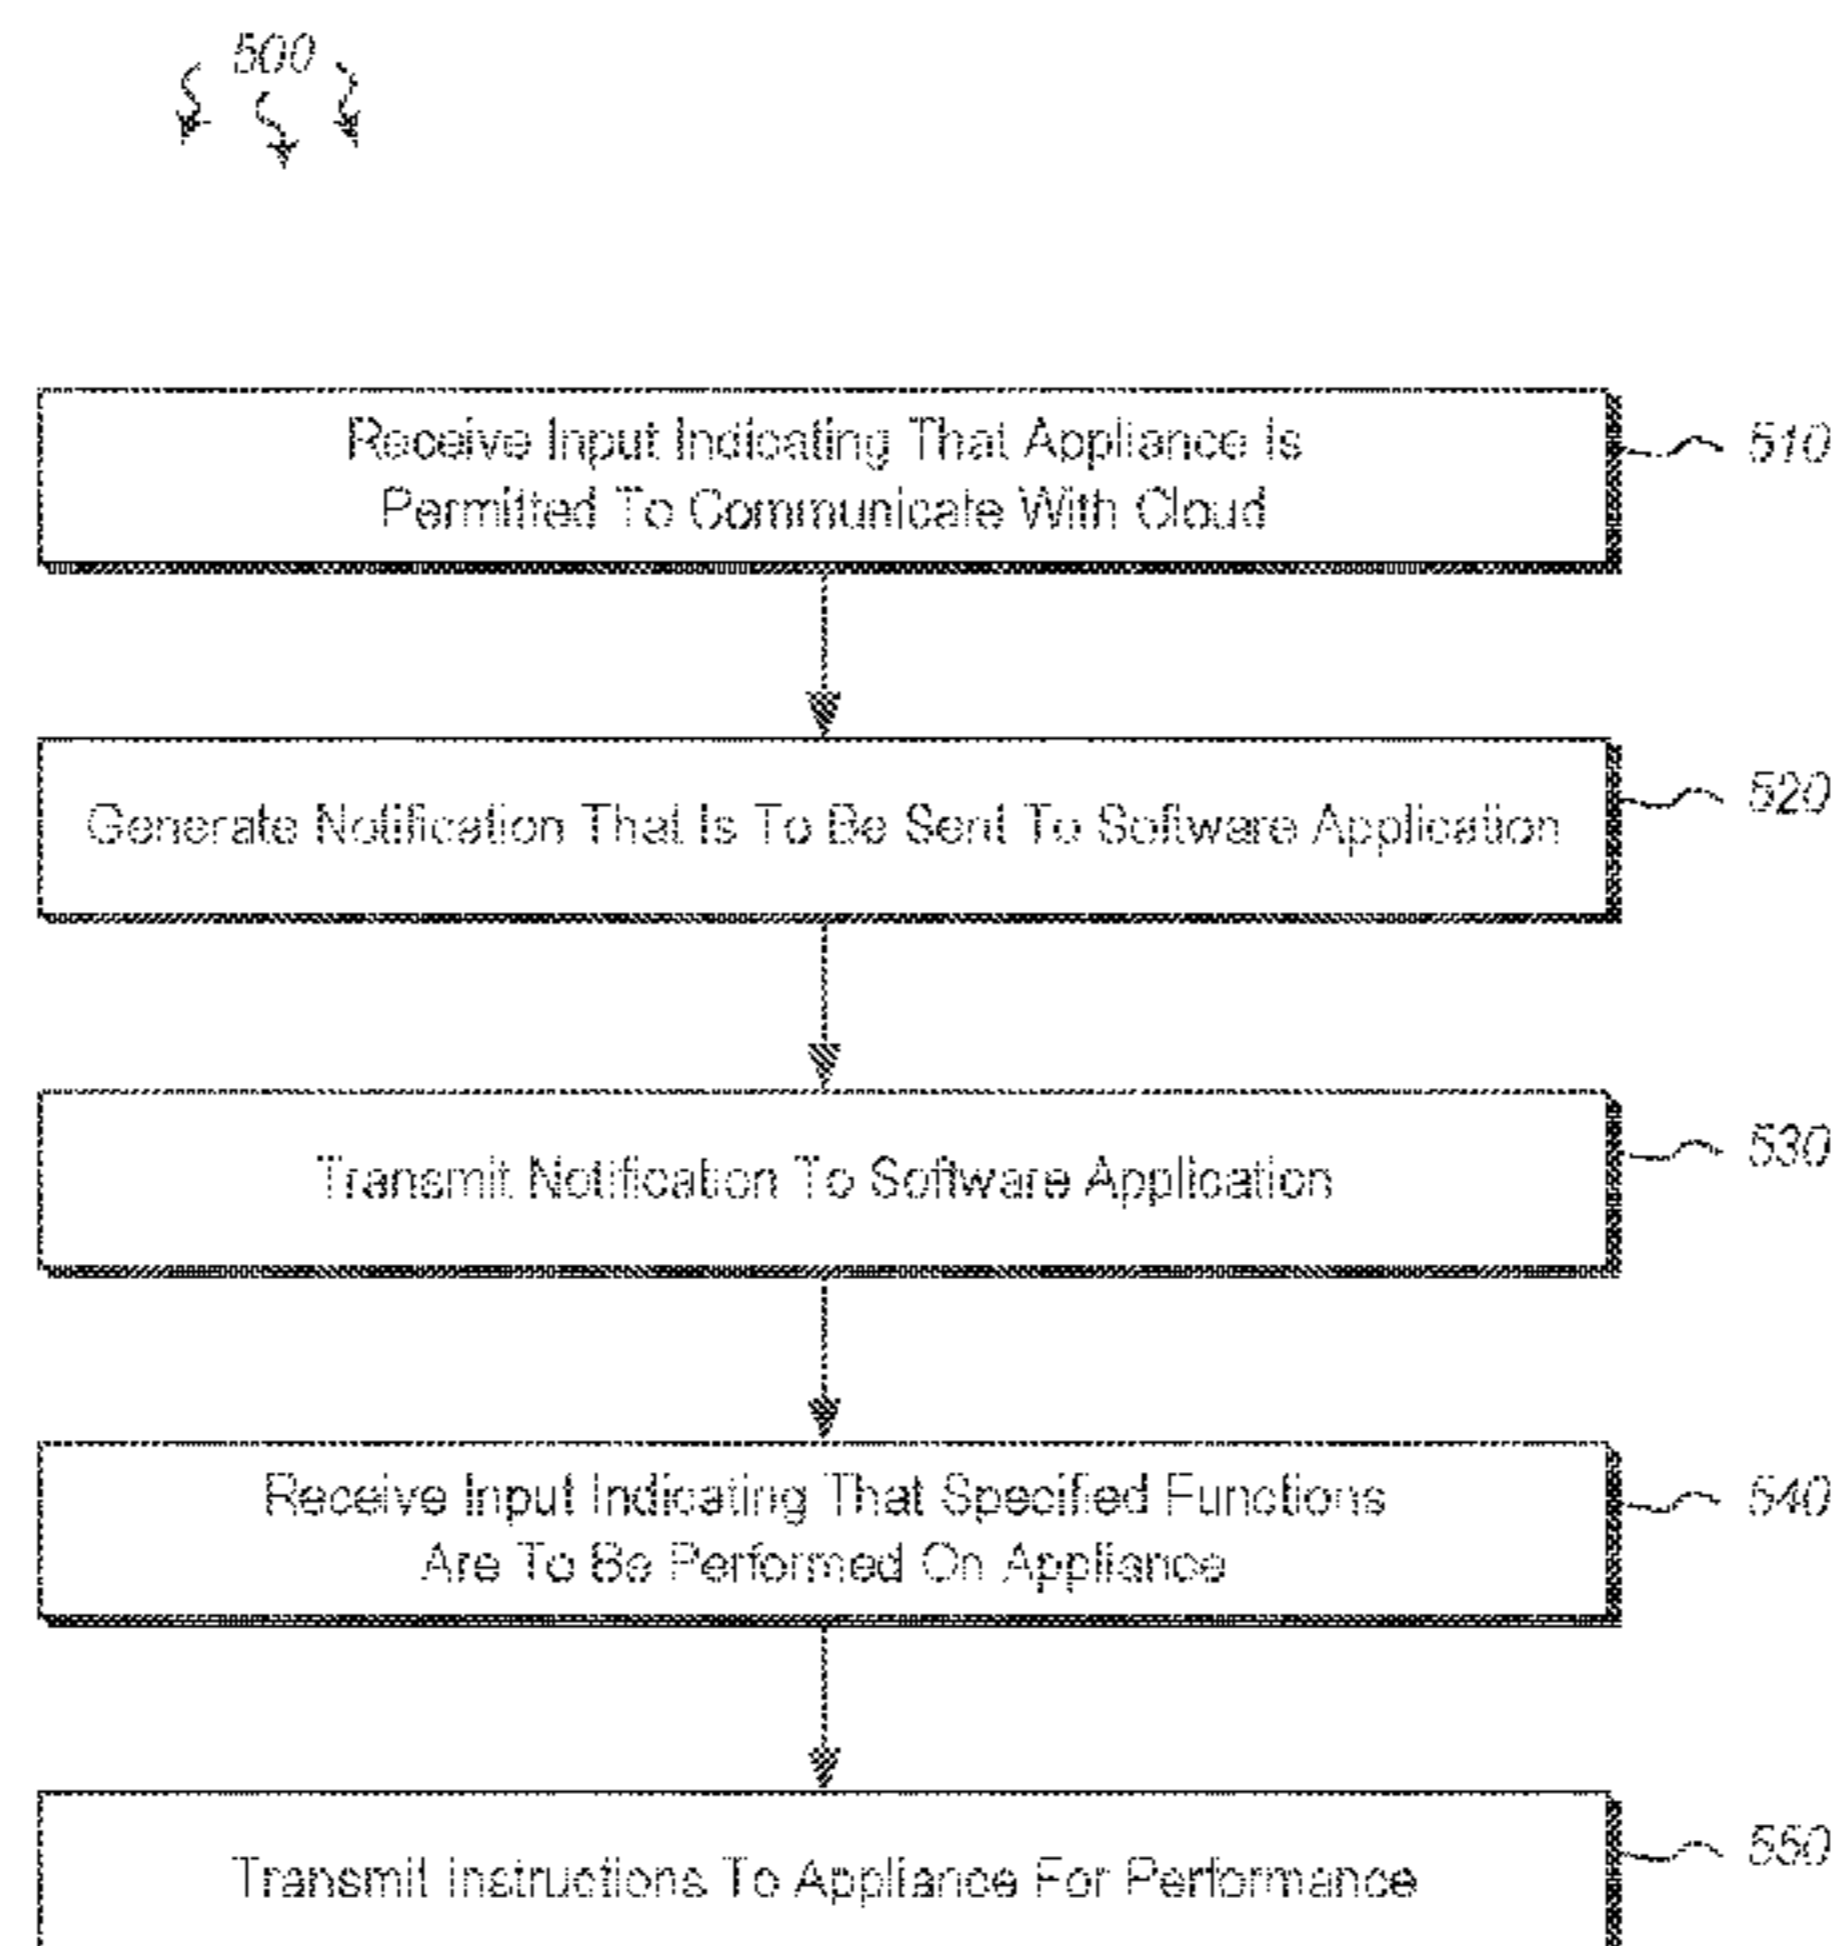 500
Receive Input Indicating That Appliance Is
Permitted To Communicate With Cloud
510
Generate Notification That Is To Be Sent To Software Application
520
Transmit Notification To Software Application
530
Receive Input Indicating That Specified Functions
Are To Be Performed On Appliance
540
Transmit Instructions To Appliance For Performance
550